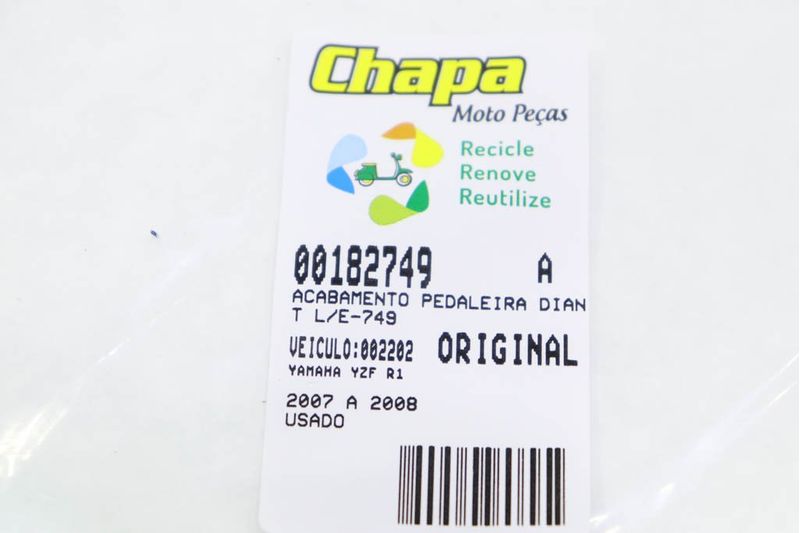 Chapa
Moto Peças
Recicle
Renove
Reutilize
00182749 A
ACABAMENTO PEDALEIRA DIAN
T L/E-749
VEICULO:002202 ORIGINAL
YAMAHA YZF R1
2007 A 2008
USADO